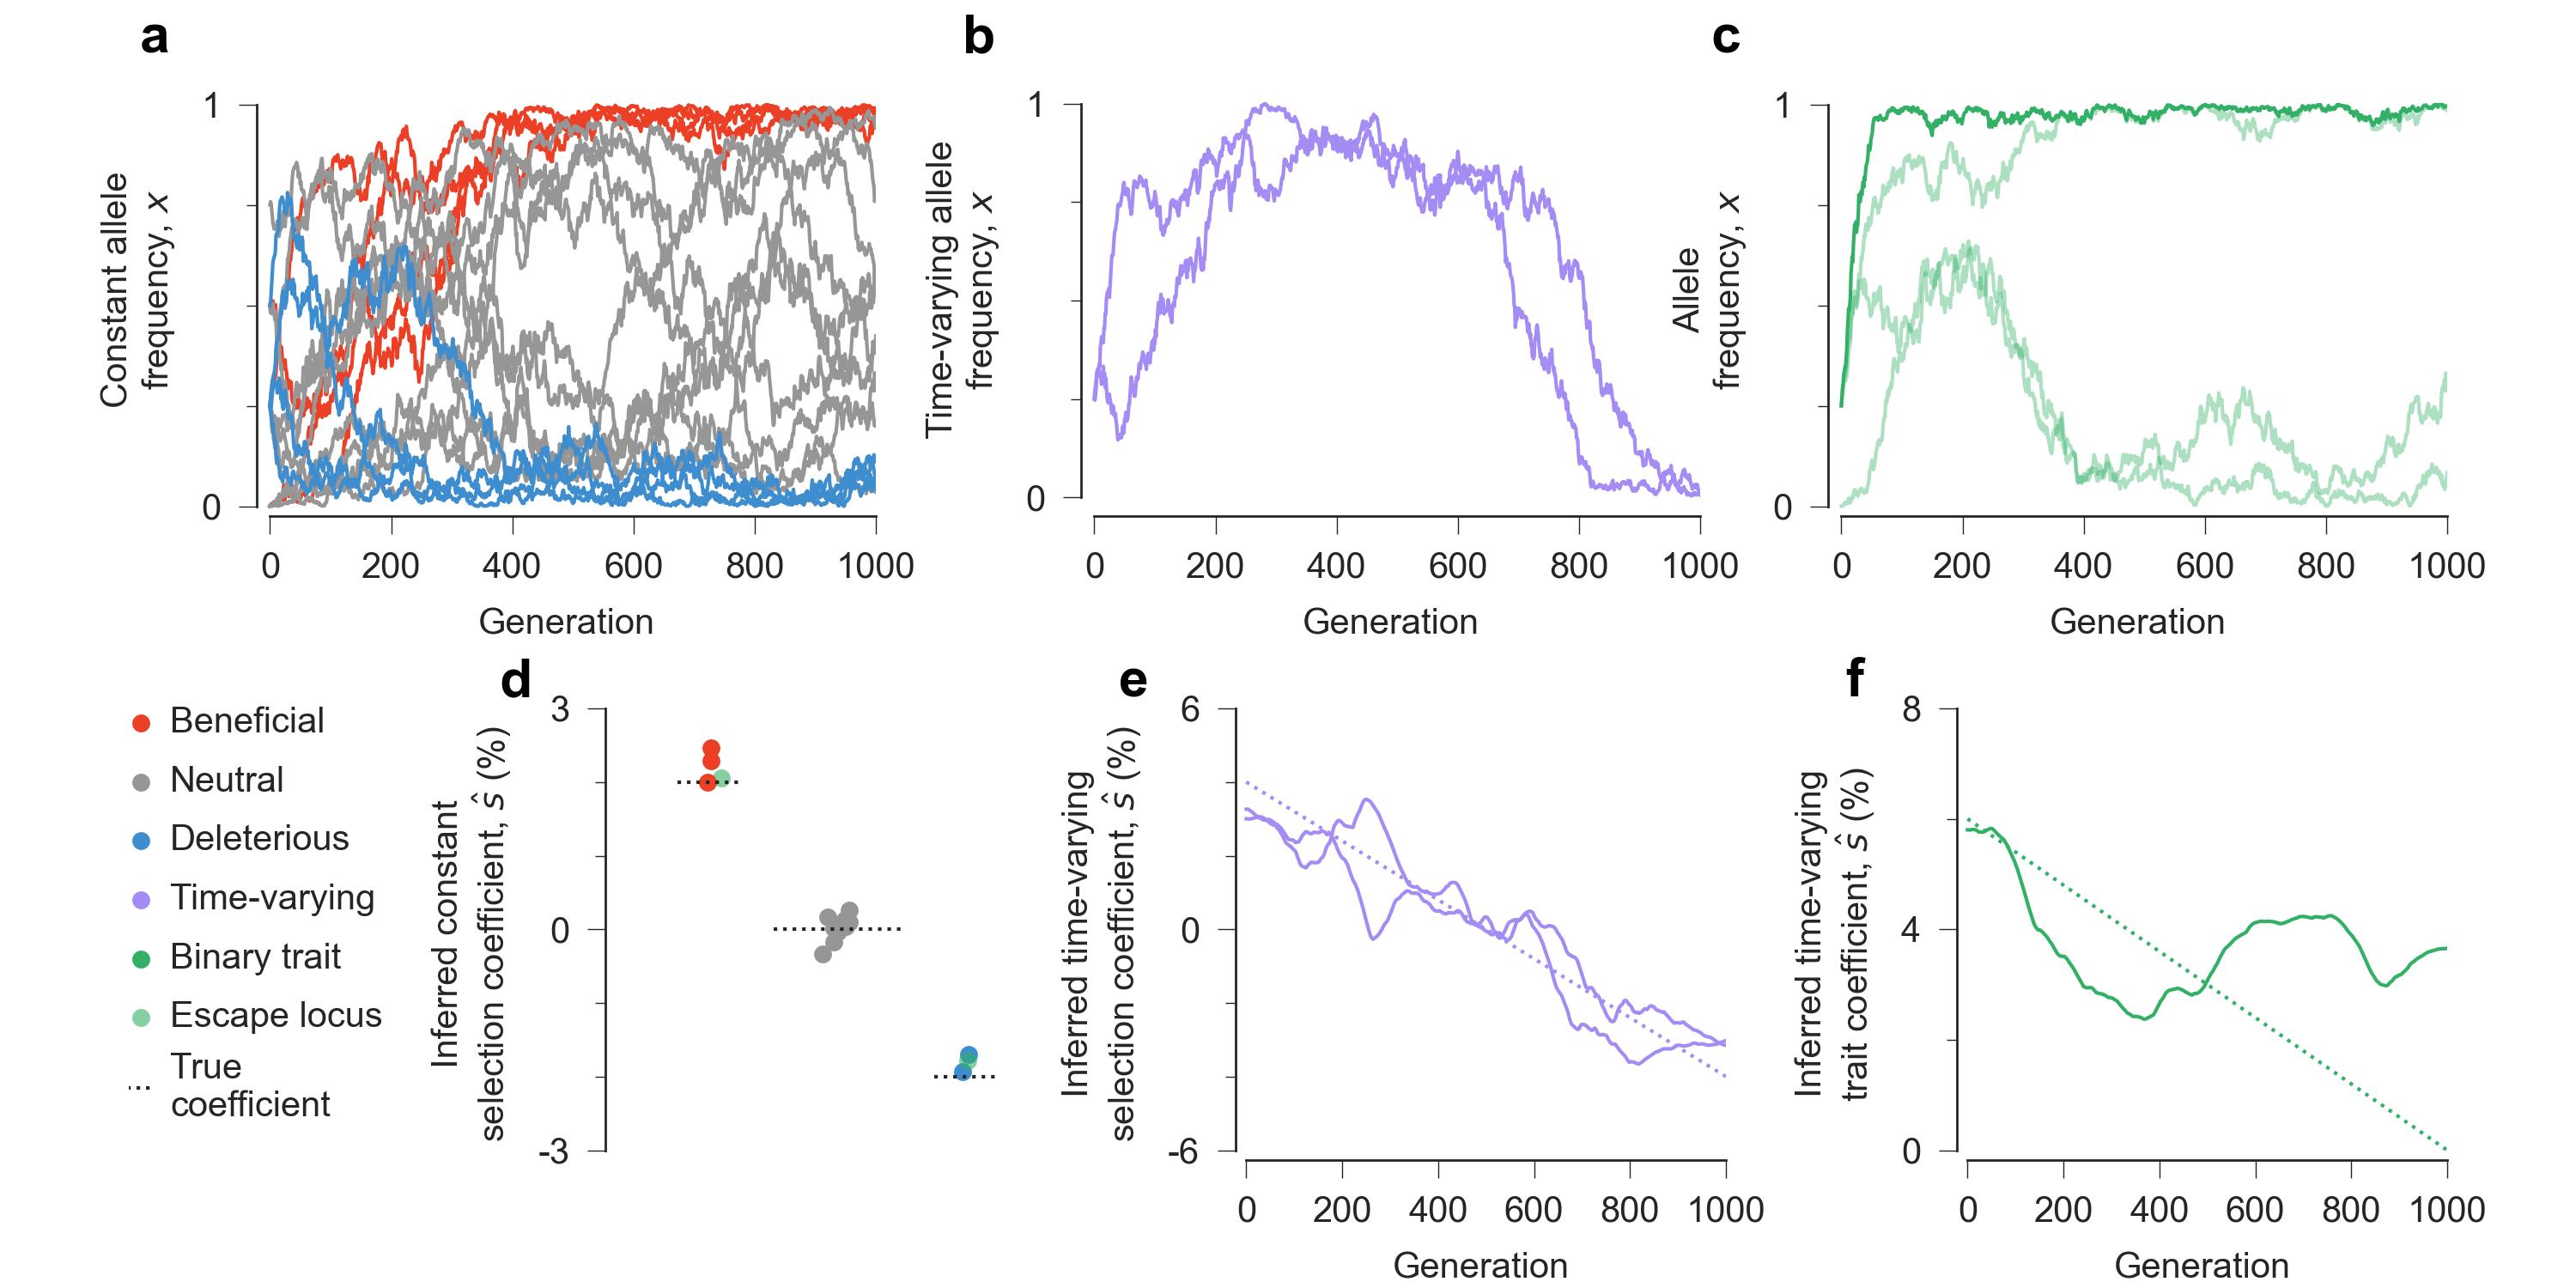 a
Constant allele
frequency, x
1
0
0 200 400 600 800 1000
Generation
b
Time-varying allele
frequency, x
1
0
0 200 400 600 800 1000
Generation
c
Allele
frequency, x
1
0
0 200 400 600 800 1000
Generation
Beneficial
Neutral
Deleterious
Time-varying
Binary trait
Escape locus
True
coefficient
d
Inferred constant
selection coefficient, ŝ (%)
3
0
-3
e
Inferred time-varying
selection coefficient, ŝ (%)
6
0
-6
0 200 400 600 800 1000
Generation
f
Inferred time-varying
trait coefficient, ŝ (%)
8
4
0
0 200 400 600 800 1000
Generation